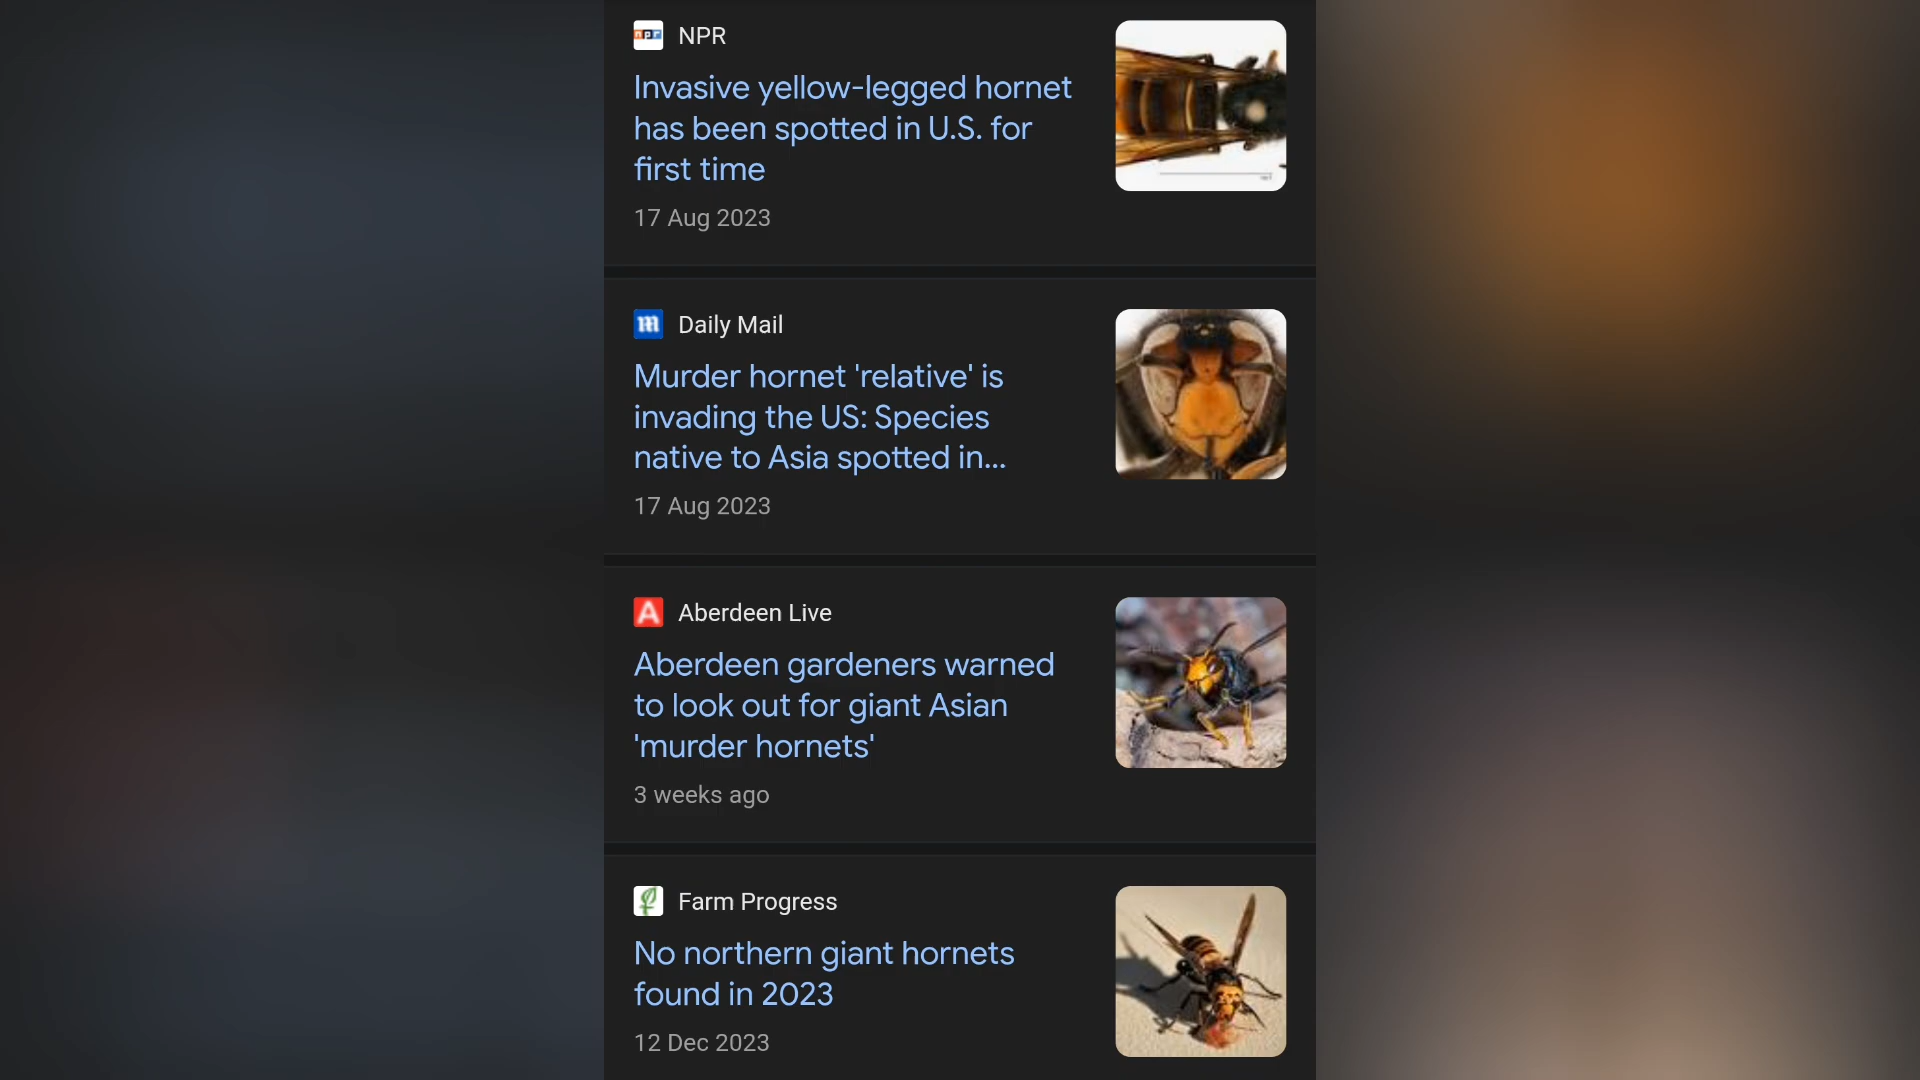 NPR
Invasive yellow-legged hornet
has been spotted in U.S. for
first time
17 Aug 2023
Daily Mail
Murder hornet 'relative' is
invading the US: Species
native to Asia spotted in...
17 Aug 2023
Aberdeen Live
Aberdeen gardeners warned
to look out for giant Asian
'murder hornets'
3 weeks ago
Farm Progress
No northern giant hornets
found in 2023
12 Dec 2023